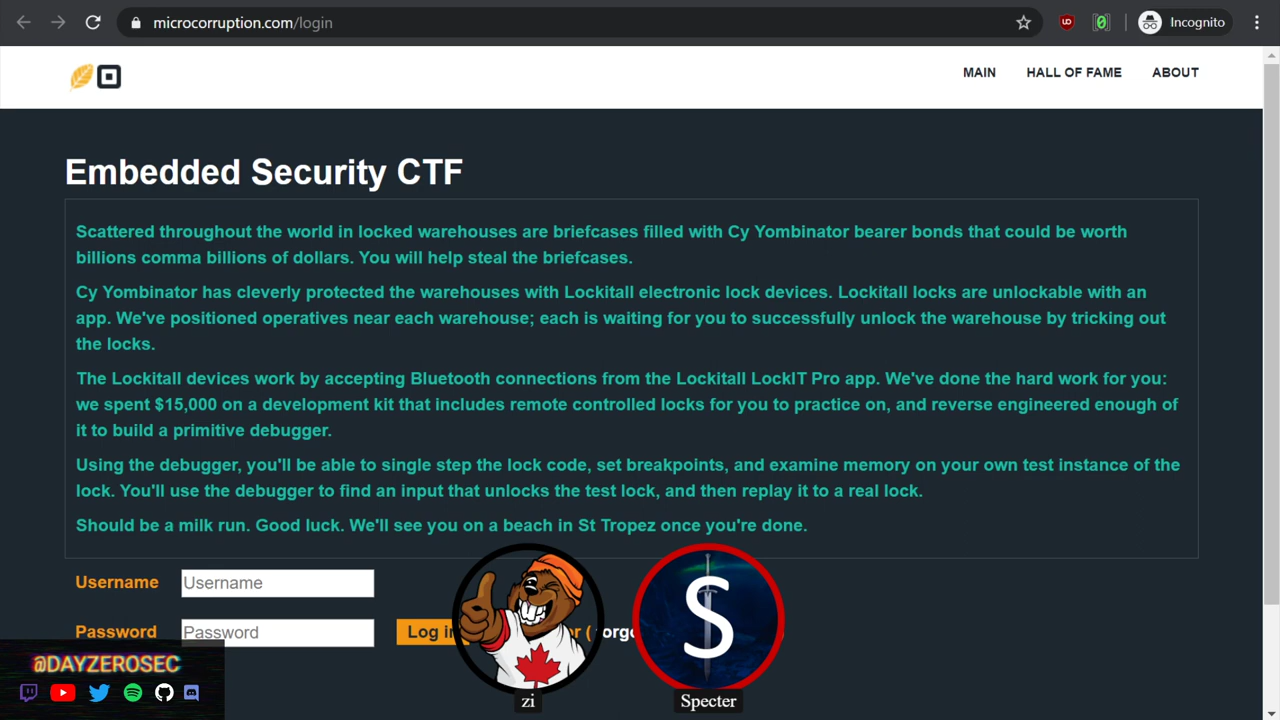 microcorruption.com/login
Incognito
MAIN HALL OF FAME ABOUT
Embedded Security CTF
Scattered throughout the world in locked warehouses are briefcases filled with Cy Yombinator bearer bonds that could be worth
billions comma billions of dollars. You will help steal the briefcases.
Cy Yombinator has cleverly protected the warehouses with Lockitall electronic lock devices. Lockitall locks are unlockable with an
app. We've positioned operatives near each warehouse; each is waiting for you to successfully unlock the warehouse by tricking out
the locks.
The Lockitall devices work by accepting Bluetooth connections from the Lockitall LockIT Pro app. We've done the hard work for you:
we spent $15,000 on a development kit that includes remote controlled locks for you to practice on, and reverse engineered enough of
it to build a primitive debugger.
Using the debugger, you'll be able to single step the lock code, set breakpoints, and examine memory on your own test instance of the
lock. You'll use the debugger to find an input that unlocks the test lock, and then replay it to a real lock.
Should be a milk run. Good luck. We'll see you on a beach in St Tropez once you're done.
Username Username
Password Password Log in (
S
@DAYZEROSEC
zi
Specter